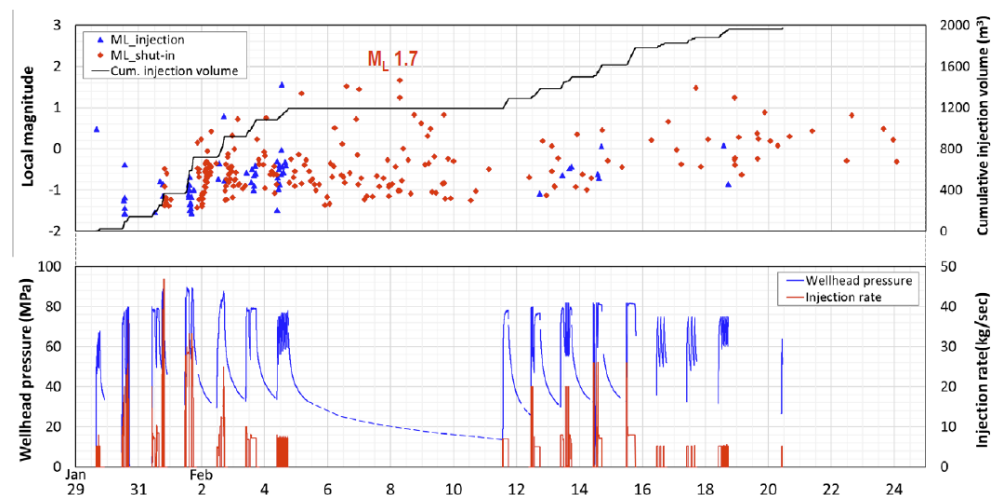 3
2
1
0
-1
-2
Local magnitude
ML_injection
ML_shut-in
Cum. injection volume
M_L 1.7
2000
1600
1200
800
400
0
Cumulative injection volume (m³)
100
80
60
40
20
0
Wellhead pressure (MPa)
Wellhead pressure
Injection rate
50
40
30
20
10
0
Injection rate(kg/sec)
Jan Feb
29 31 2 4 6 8 10 12 14 16 18 20 22 24